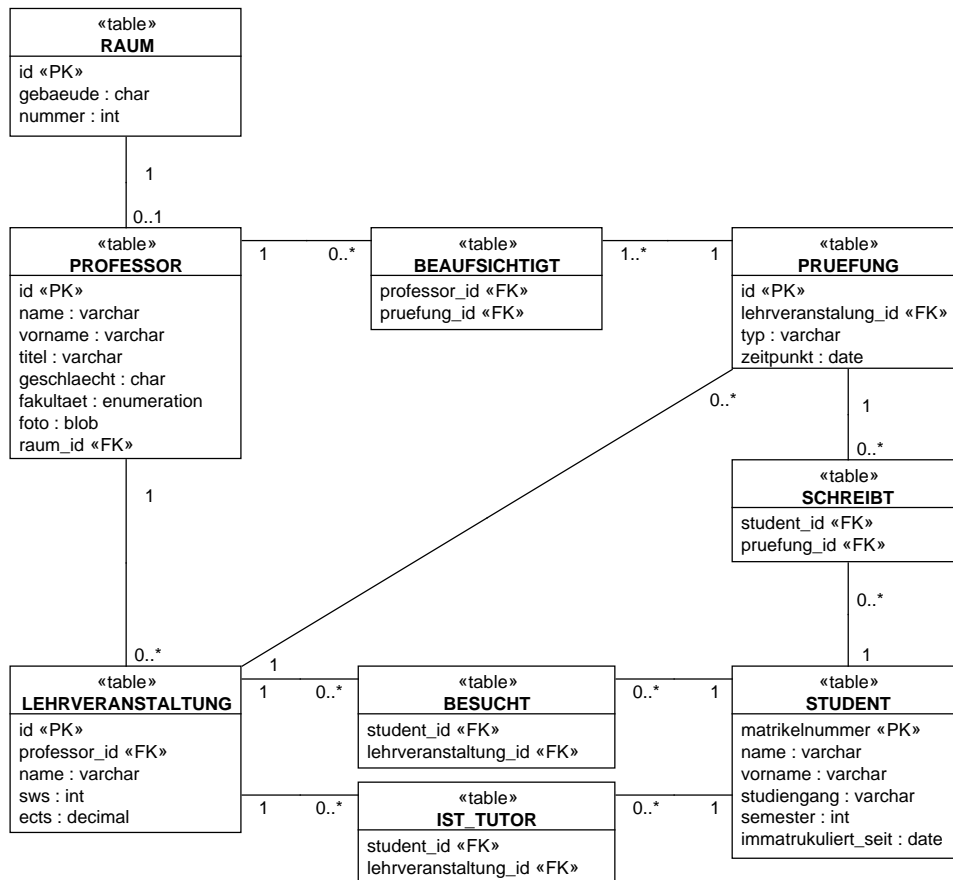 «table»
RAUM
id «PK»
gebaeude : char
nummer : int
1
0..1
«table»
PROFESSOR
id «PK»
name : varchar
vorname : varchar
titel : varchar
geschlaecht : char
fakultaet : enumeration
foto : blob
raum_id «FK»
1
0..*
«table»
BEAUFSICHTIGT
professor_id «FK»
pruefung_id «FK»
1..*
1
«table»
PRUEFUNG
id «PK»
lehrveranstalung_id «FK»
typ : varchar
zeitpunkt : date
0..*
1
0..*
«table»
SCHREIBT
student_id «FK»
pruefung_id «FK»
0..*
1
1
0..*
1
«table»
LEHRVERANSTALTUNG
id «PK»
professor_id «FK»
name : varchar
sws : int
ects : decimal
1
0..*
«table»
BESUCHT
student_id «FK»
lehrveranstaltung_id «FK»
0..*
1
1
0..*
«table»
IST_TUTOR
student_id «FK»
lehrveranstaltung_id «FK»
0..*
1
«table»
STUDENT
matrikelnummer «PK»
name : varchar
vorname : varchar
studiengang : varchar
semester : int
immatrukuliert_seit : date